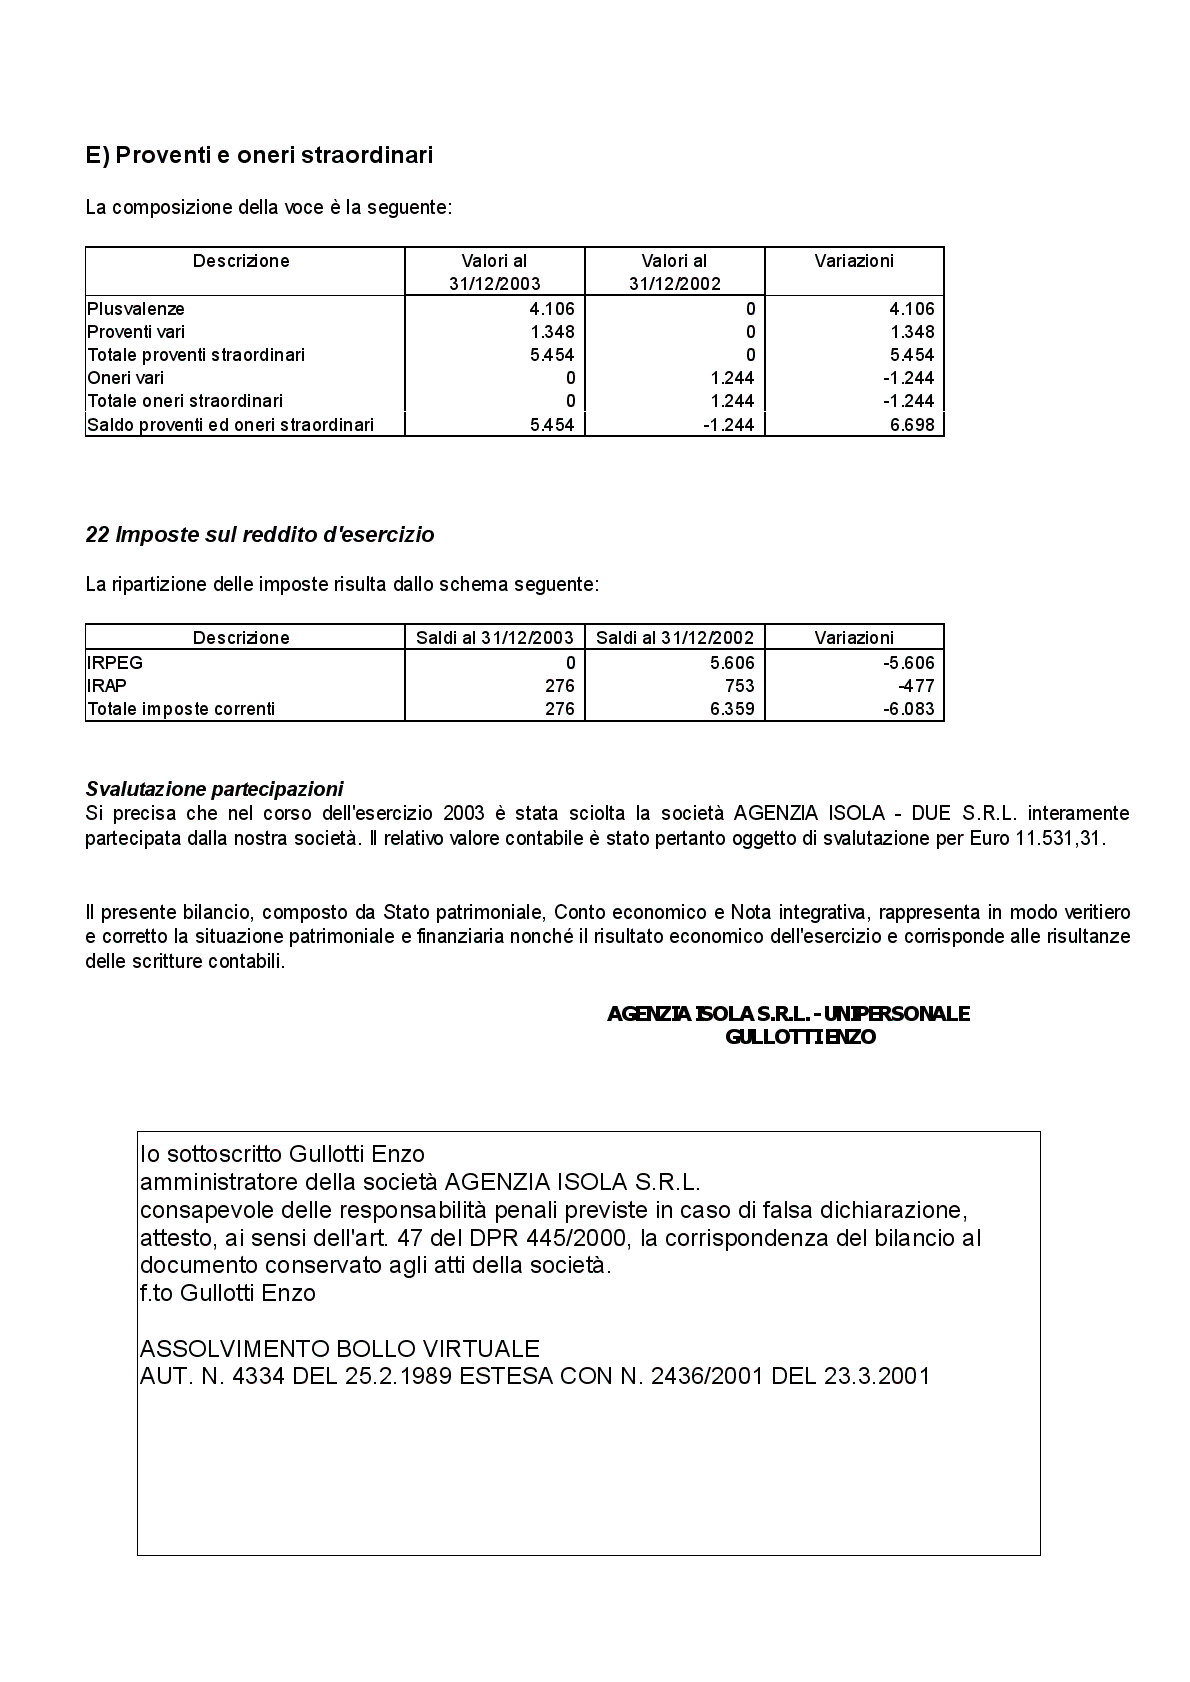 E) Proventi e oneri straordinari
La composizione della voce è la seguente:
Descrizione Valori al 31/12/2003 Valori al 31/12/2002 Variazioni
Plusvalenze 4.106 0 4.106
Proventi vari 1.348 0 1.348
Totale proventi straordinari 5.454 0 5.454
Oneri vari 0 1.244 -1.244
Totale oneri straordinari 0 1.244 -1.244
Saldo proventi ed oneri straordinari 5.454 -1.244 6.698
22 Imposte sul reddito d'esercizio
La ripartizione delle imposte risulta dallo schema seguente:
Descrizione Saldi al 31/12/2003 Saldi al 31/12/2002 Variazioni
IRPEG 0 5.606 -5.606
IRAP 276 753 -477
Totale imposte correnti 276 6.359 -6.083
Svalutazione partecipazioni
Si precisa che nel corso dell'esercizio 2003 è stata sciolta la società AGENZIA ISOLA - DUE S.R.L. interamente
partecipata dalla nostra società. Il relativo valore contabile è stato pertanto oggetto di svalutazione per Euro 11.531,31.
Il presente bilancio, composto da Stato patrimoniale, Conto economico e Nota integrativa, rappresenta in modo veritiero
e corretto la situazione patrimoniale e finanziaria nonché il risultato economico dell'esercizio e corrisponde alle risultanze
delle scritture contabili.
AGENZIA ISOLA S.R.L. - UNIPERSONALE
GULLOTTI ENZO
Io sottoscritto Gullotti Enzo
amministratore della società AGENZIA ISOLA S.R.L.
consapevole delle responsabilità penali previste in caso di falsa dichiarazione,
attesto, ai sensi dell'art. 47 del DPR 445/2000, la corrispondenza del bilancio al
documento conservato agli atti della società.
f.to Gullotti Enzo
ASSOLVIMENTO BOLLO VIRTUALE
AUT. N. 4334 DEL 25.2.1989 ESTESA CON N. 2436/2001 DEL 23.3.2001